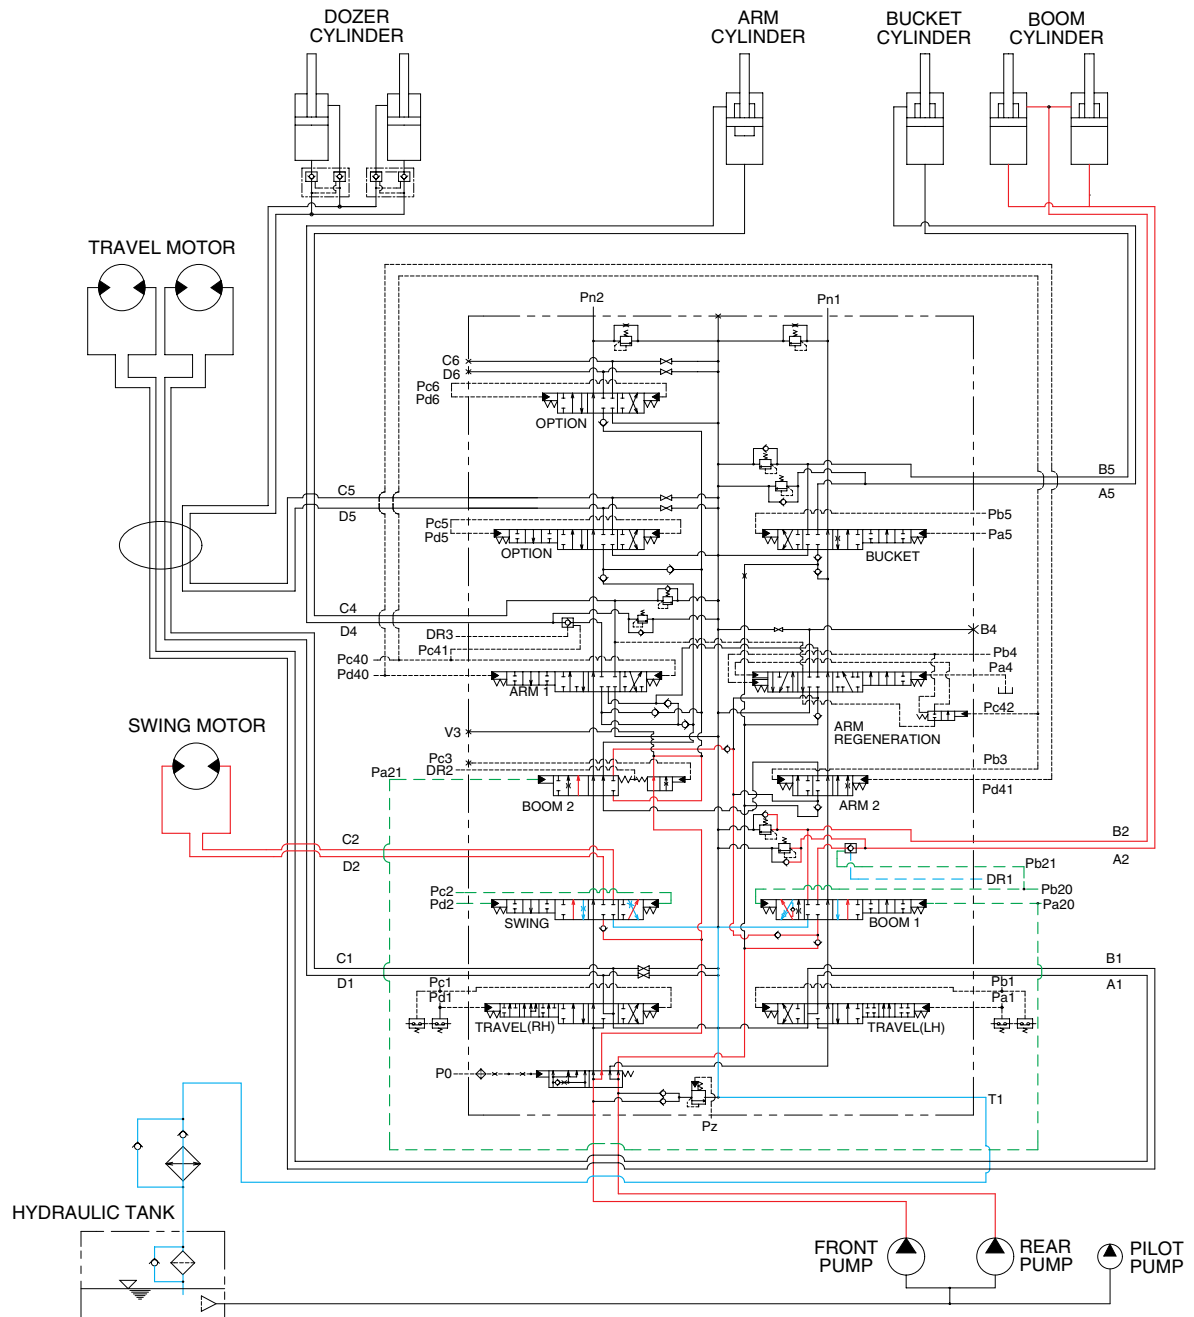 DOZER
CYLINDER
ARM
CYLINDER
BUCKET
CYLINDER
BOOM
CYLINDER
TRAVEL MOTOR
Pn2
Pn1
C6
D6
Pc6
Pd6
OPTION
C5
D5
Pc5
Pd5
OPTION
B5
A5
Pb5
Pa5
BUCKET
C4
D4
DR3
Pc41
Pc40
Pd40
ARM 1
B4
Pb4
Pa4
Pc42
ARM
REGENERATION
SWING MOTOR
V3
Pc3
DR2
Pa21
BOOM 2
Pb3
Pd41
ARM 2
C2
D2
B2
A2
Pb21
DR1
Pc2
Pd2
SWING
Pb20
Pa20
BOOM 1
C1
D1
B1
A1
Pc1
Pd1
TRAVEL(RH)
Pb1
Pa1
TRAVEL(LH)
P0
Pz
T1
HYDRAULIC TANK
FRONT
PUMP
REAR
PUMP
PILOT
PUMP